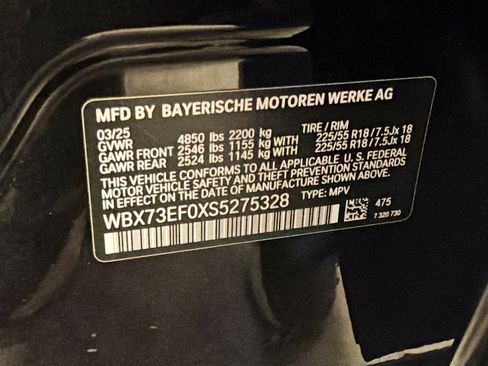 MFD BY BAYERISCHE MOTOREN WERKE AG
03/25 TIRE / RIM
GVWR 4850 lbs 2200 kg
GAWR FRONT 2546 lbs 1155 kg WITH 225/55 R18 / 7.5Jx 18
GAWR REAR 2524 lbs 1145 kg WITH 225/55 R18 / 7.5Jx 18
THIS VEHICLE CONFORMS TO ALL APPLICABLE U. S. FEDERAL
MOTOR VEHICLE SAFETY STANDARDS
IN EFFECT ON THE DATE OF MANUFACTURE SHOWN ABOVE.
WBX73EF0XS5275328 TYPE: MPV
475
7 320 730